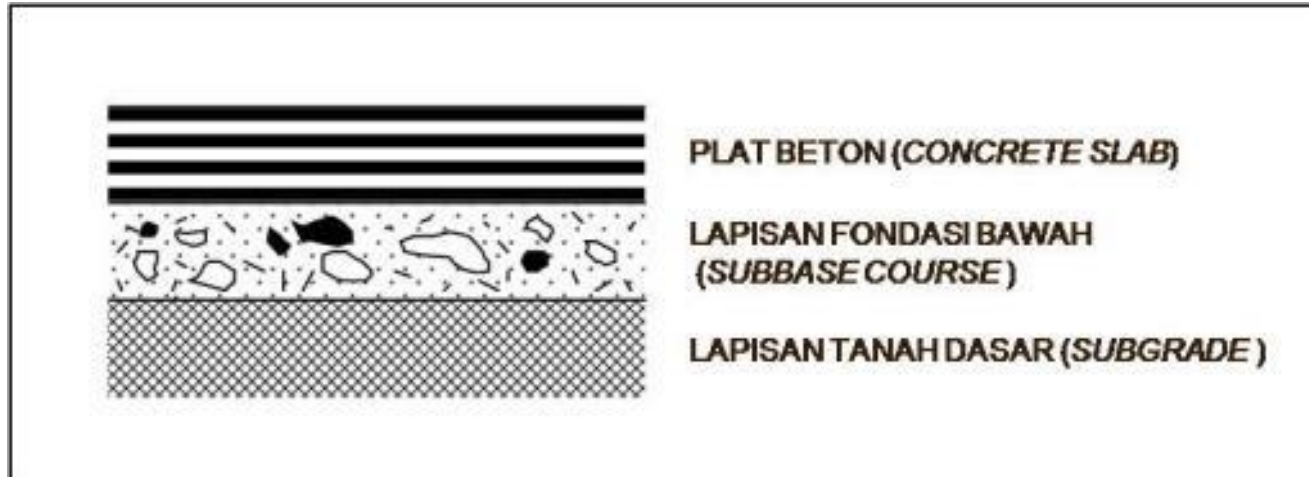 PLAT BETON (CONCRETE SLAB)
LAPISAN FONDASI BAWAH
(SUBBASE COURSE )
LAPISAN TANAH DASAR (SUBGRADE )